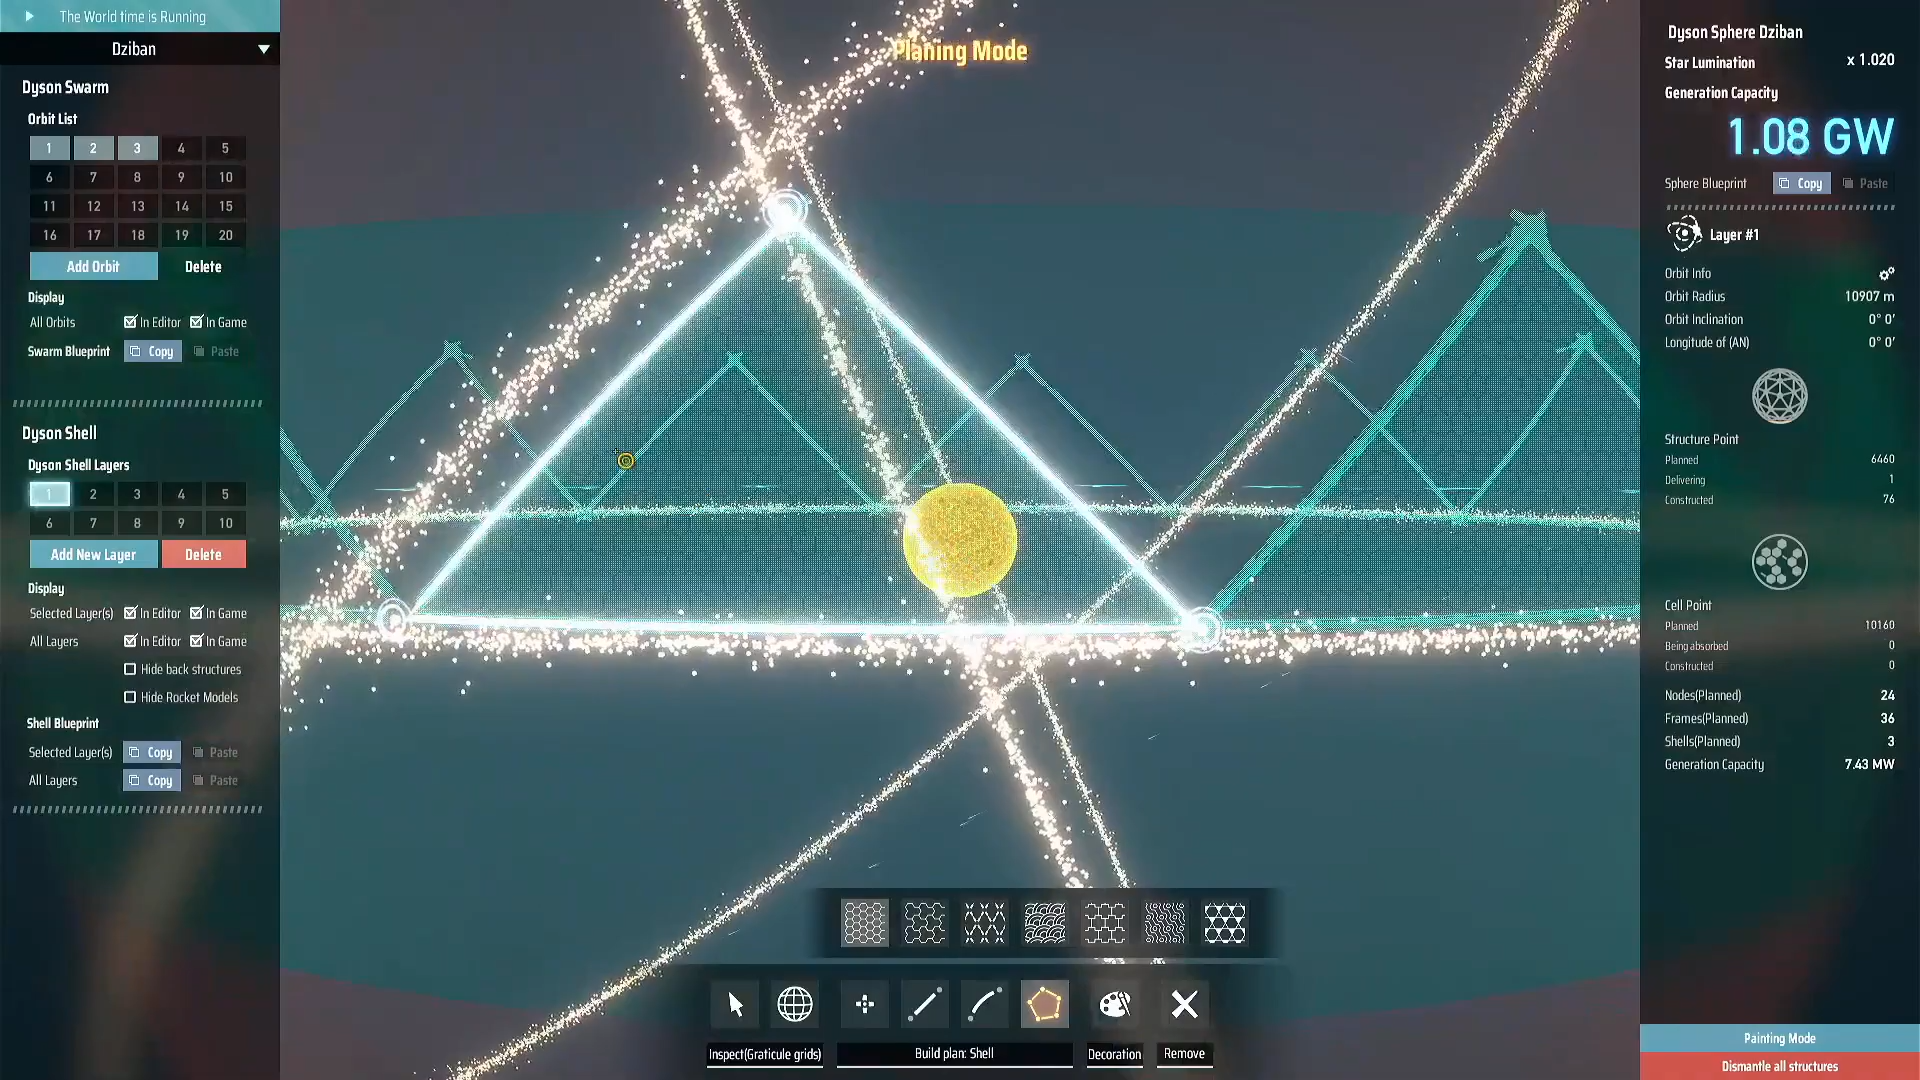 The World time is Running
Dziban
Dyson Swarm
Orbit List
1 2 3 4 5
6 7 8 9 10
11 12 13 14 15
16 17 18 19 20
Add Orbit Delete
Display
All Orbits In Editor In Game
Swarm Blueprint Copy Paste
Dyson Shell
Dyson Shell Layers
1 2 3 4 5
6 7 8 9 10
Add New Layer Delete
Display
Selected Layer(s) In Editor In Game
All Layers In Editor In Game
Hide back structures
Hide Rocket Models
Shell Blueprint
Selected Layer(s) Copy Paste
All Layers Copy Paste
Planing Mode
Inspect(Graticule grids) Build plan: Shell Decoration Remove
Dyson Sphere Dziban
Star Lumination x 1.020
Generation Capacity
1.08 GW
Sphere Blueprint Copy Paste
Layer #1
Orbit Info
Orbit Radius 10907 m
Orbit Inclination 0° 0′
Longitude of (AN) 0° 0′
Structure Point
Planned 6460
Delivering 1
Constructed 76
Cell Point
Planned 10160
Being absorbed 0
Constructed 0
Nodes(Planned) 24
Frames(Planned) 36
Shells(Planned) 3
Generation Capacity 7.43 MW
Painting Mode
Dismantle all structures